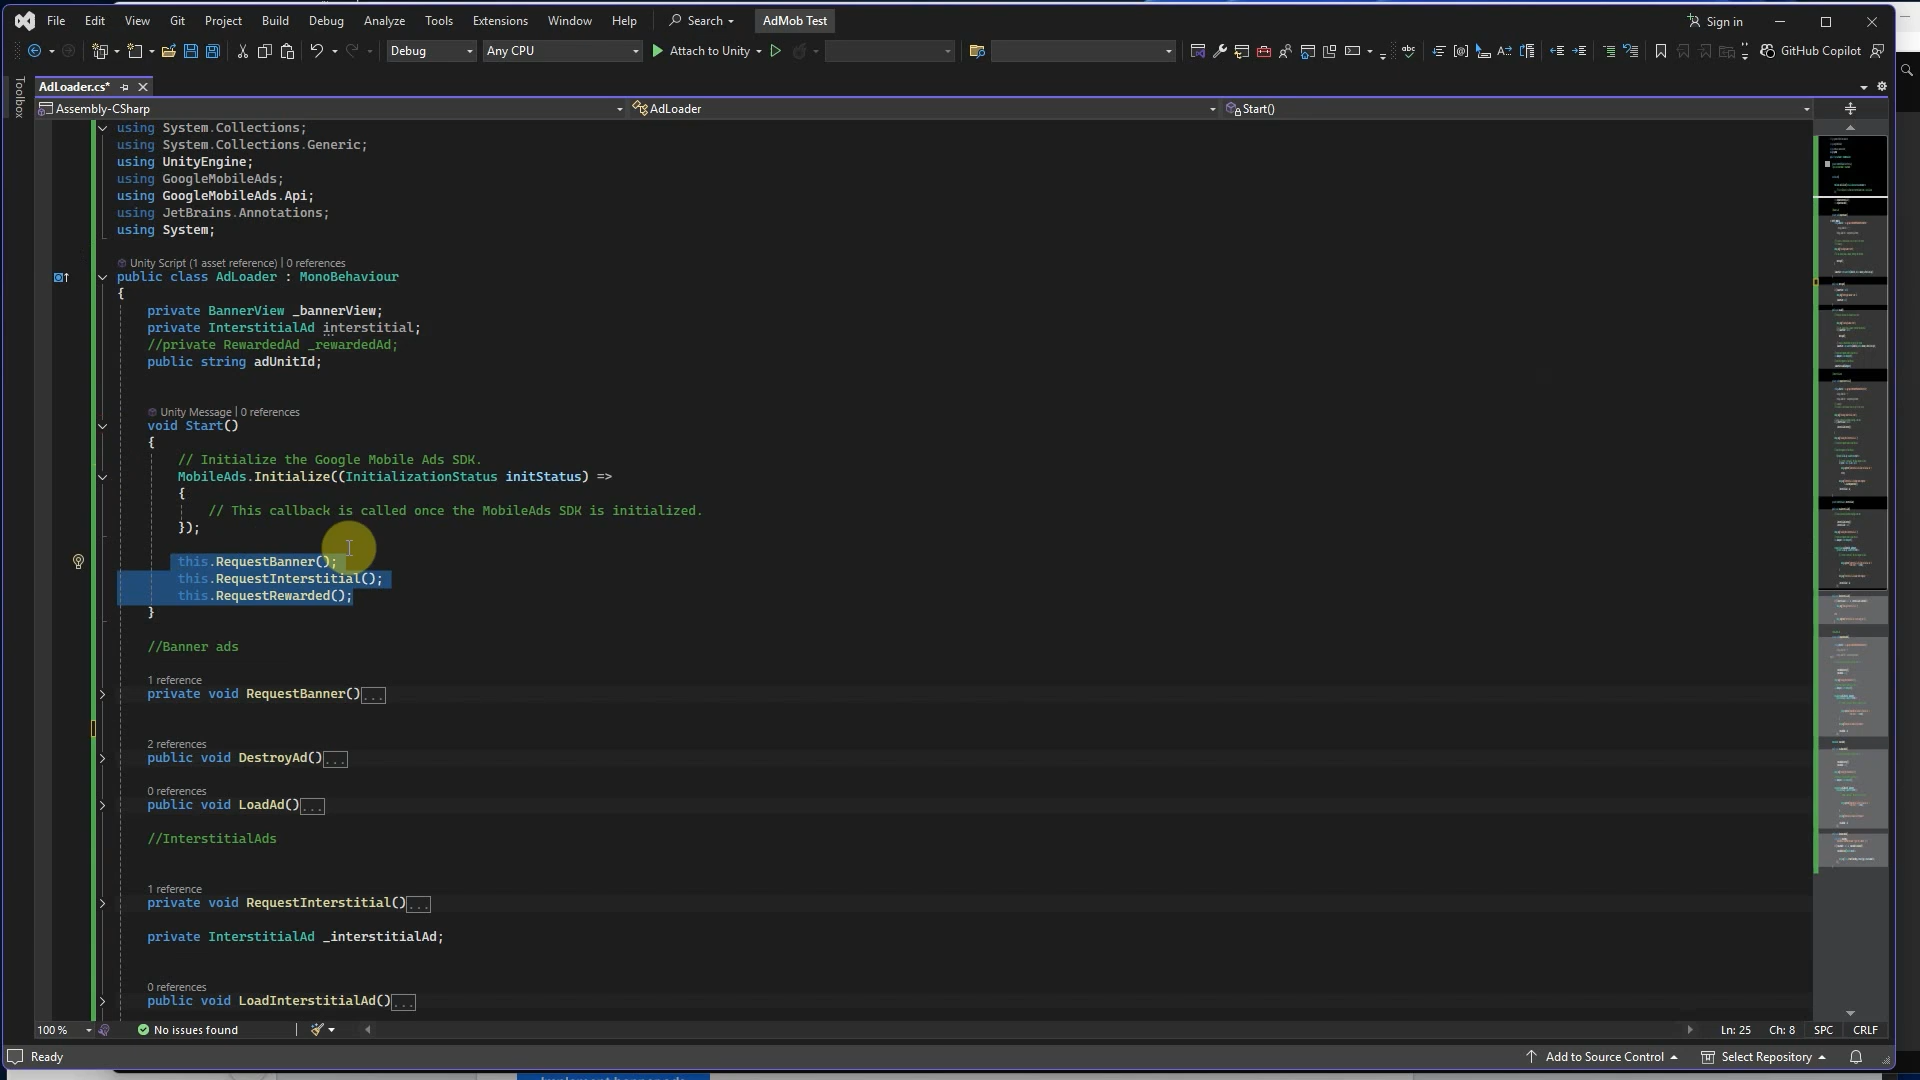 File Edit View Git Project Build Debug Analyze Tools Extensions Window Help Search AdMob Test Sign in
Debug Any CPU Attach to Unity GitHub Copilot
Toolbox
AdLoader.cs*
Assembly-CSharp AdLoader Start()
using System.Collections;
using System.Collections.Generic;
using UnityEngine;
using GoogleMobileAds;
using GoogleMobileAds.Api;
using JetBrains.Annotations;
using System;
Unity Script (1 asset reference) | 0 references
public class AdLoader : MonoBehaviour
{
private BannerView _bannerView;
private InterstitialAd interstitial;
//private RewardedAd _rewardedAd;
public string adUnitId;
Unity Message | 0 references
void Start()
{
// Initialize the Google Mobile Ads SDK.
MobileAds.Initialize((InitializationStatus initStatus) =>
{
// This callback is called once the MobileAds SDK is initialized.
});
this.RequestBanner();
this.RequestInterstitial();
this.RequestRewarded();
}
//Banner ads
1 reference
private void RequestBanner()...
2 references
public void DestroyAd()...
0 references
public void LoadAd()...
//InterstitialAds
1 reference
private void RequestInterstitial()...
private InterstitialAd _interstitialAd;
0 references
public void LoadInterstitialAd()...
100 % No issues found Ln: 25 Ch: 8 SPC CRLF
Ready Add to Source Control Select Repository